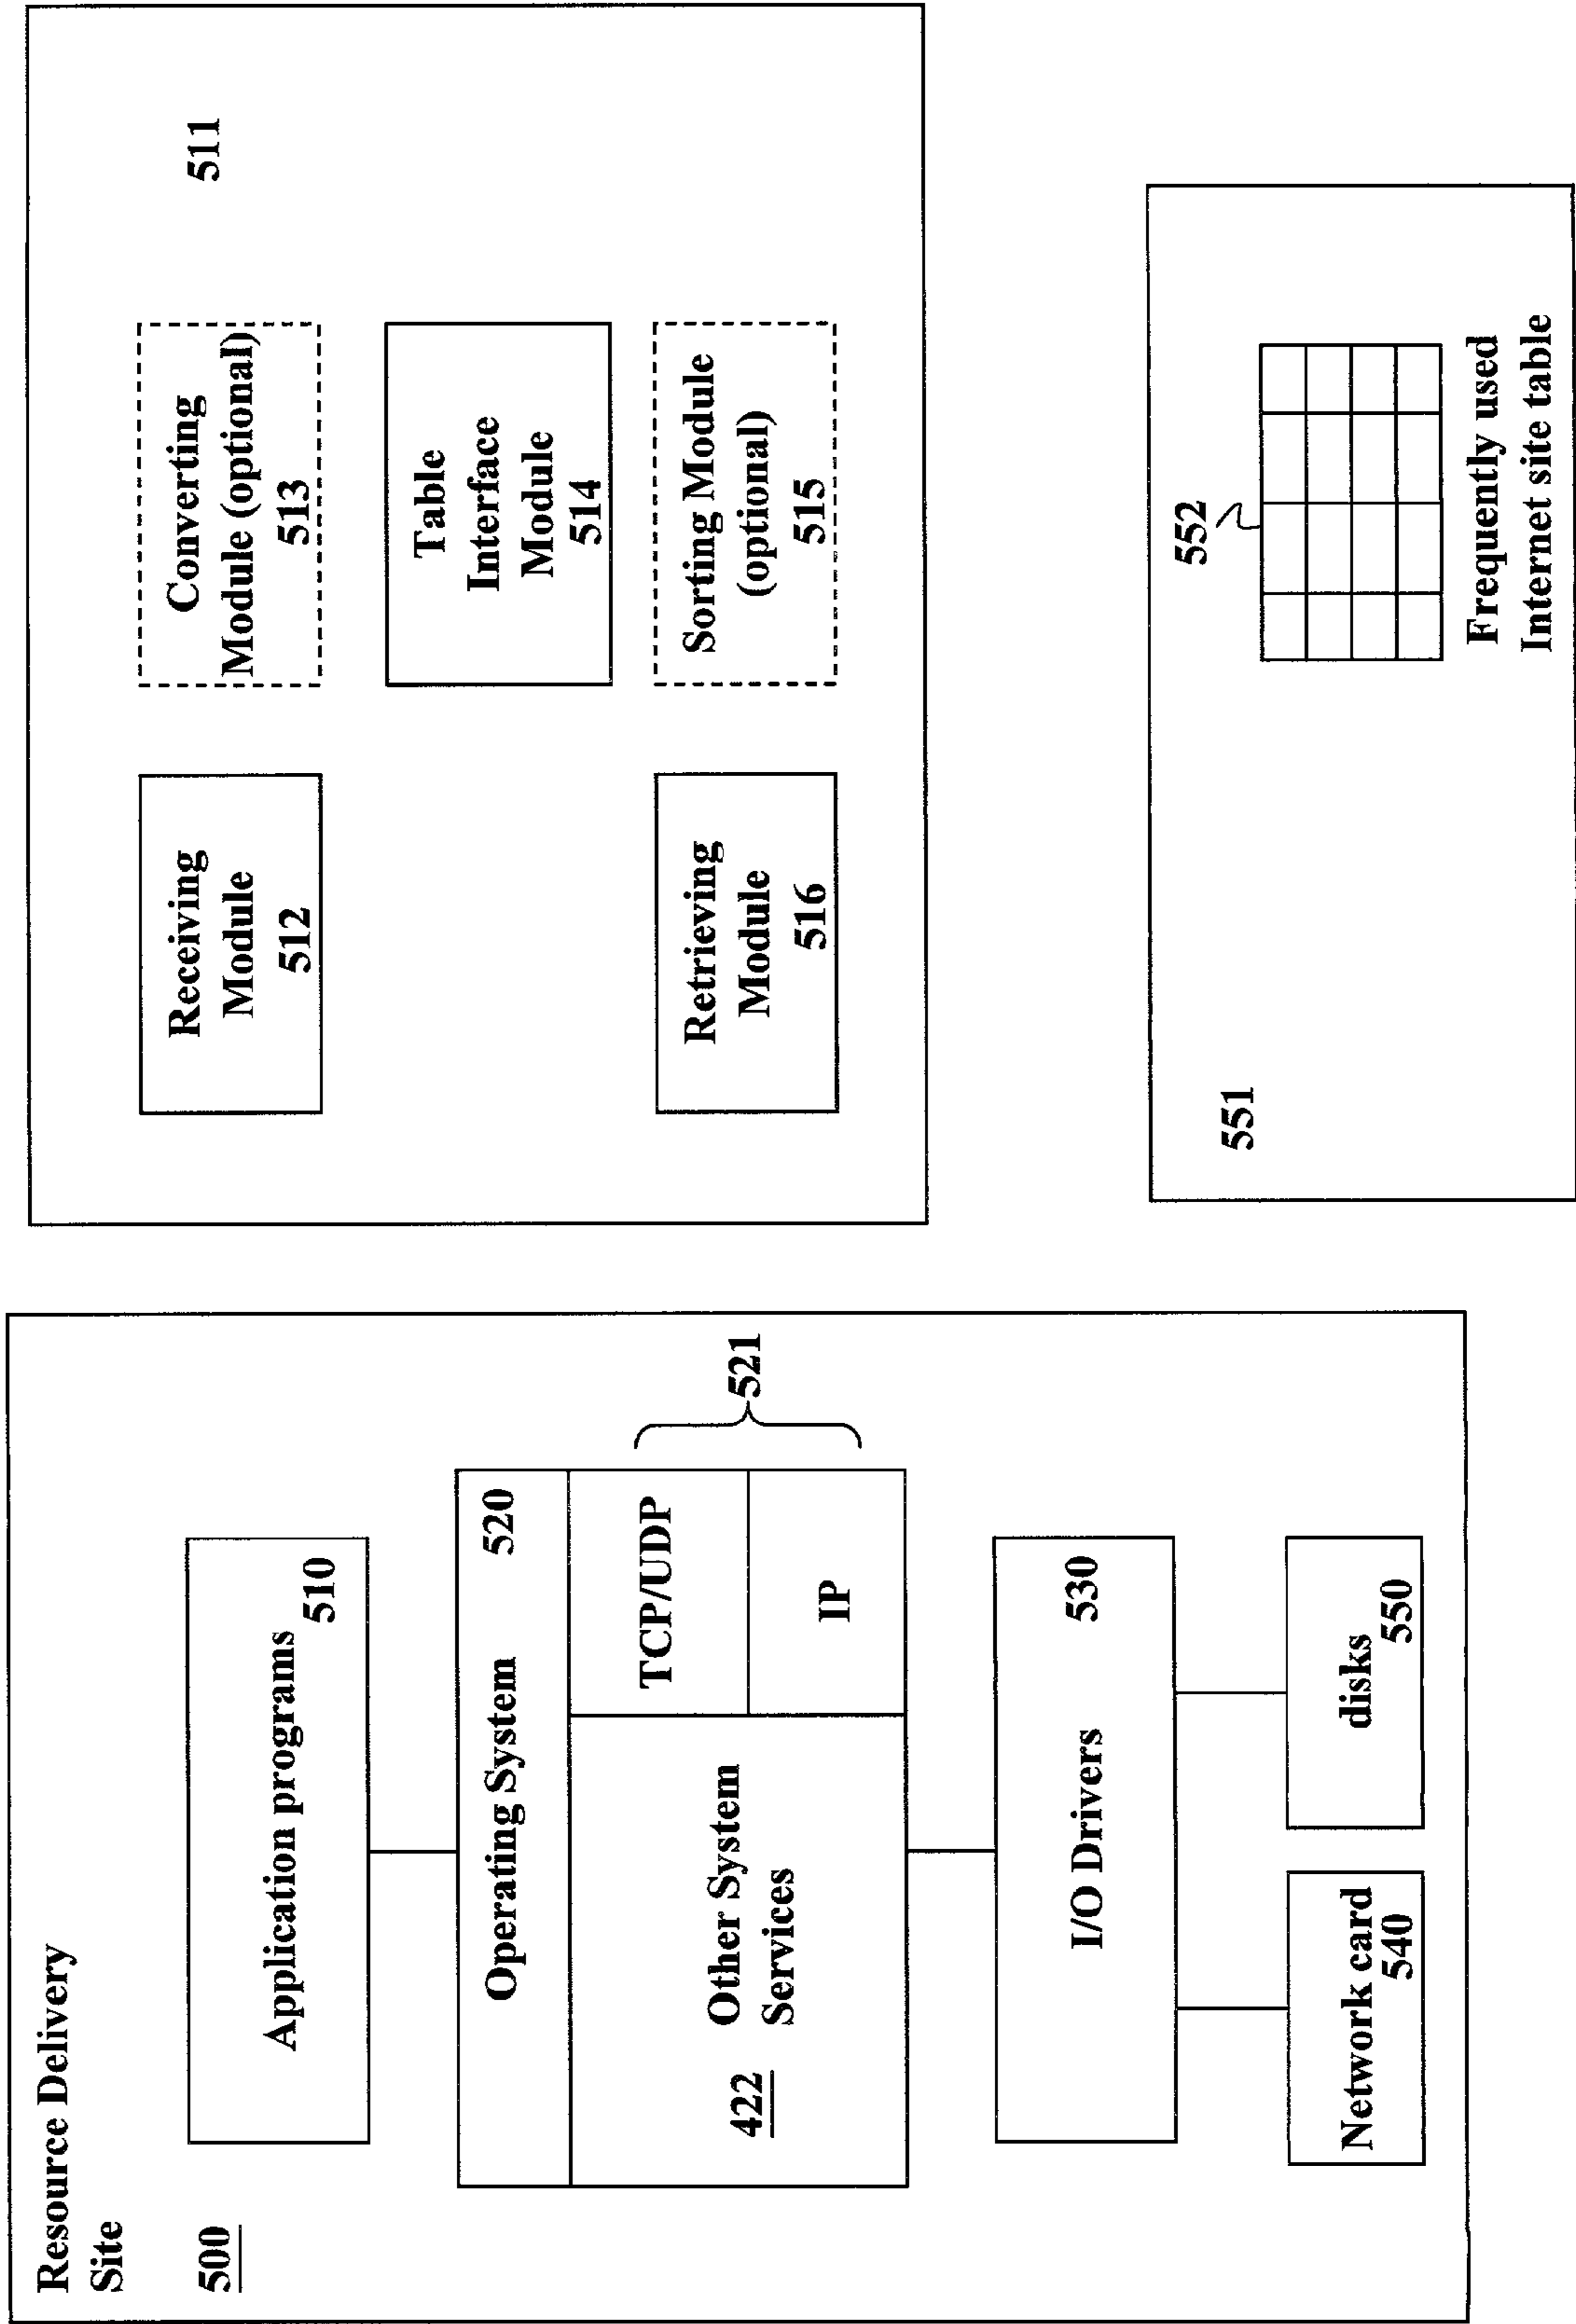 Resource Delivery
Site
500
Application programs
510
Operating System 520
Other System
Services
422
TCP/UDP
IP
521
I/O Drivers 530
Network card
540
disks
550
511
Receiving
Module
512
Converting
Module (optional)
513
Table
Interface
Module
514
Retrieving
Module
516
Sorting Module
(optional)
515
551
552
Frequently used
Internet site table